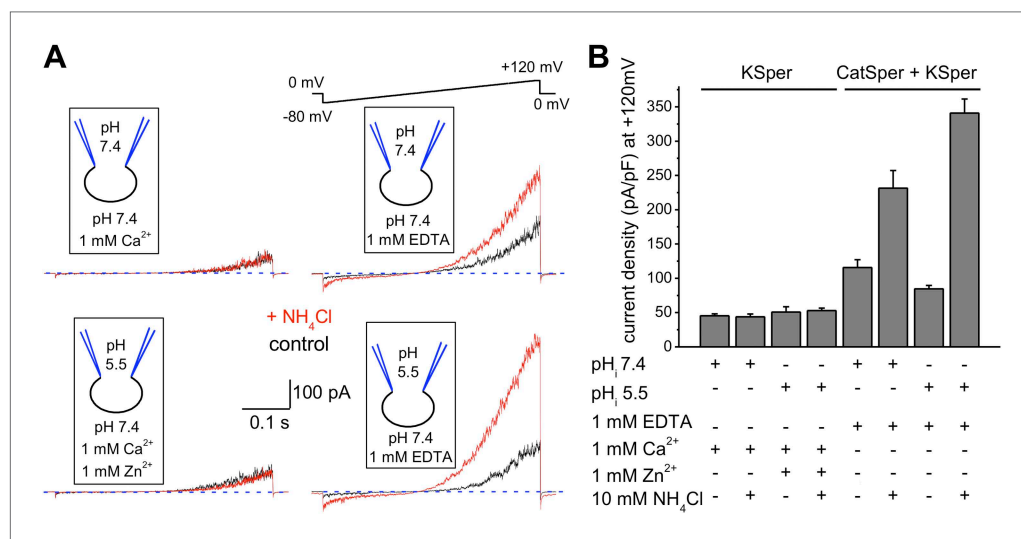 A
0 mV
-80 mV
+120 mV
0 mV
pH
7.4
pH 7.4
1 mM Ca²⁺
pH
7.4
pH 7.4
1 mM EDTA
pH
5.5
pH 7.4
1 mM Ca²⁺
1 mM Zn²⁺
+ NH₄Cl
control
100 pA
0.1 s
pH
5.5
pH 7.4
1 mM EDTA
B
KSper CatSper + KSper
current density (pA/pF) at +120mV
350
300
250
200
150
100
50
0
pHᵢ 7.4 + + - - + + - -
pHᵢ 5.5 - - + + - - + +
1 mM EDTA - - - - + + + +
1 mM Ca²⁺ + + + + - - - -
1 mM Zn²⁺ - - + + - - - -
10 mM NH₄Cl - + - + - + - +